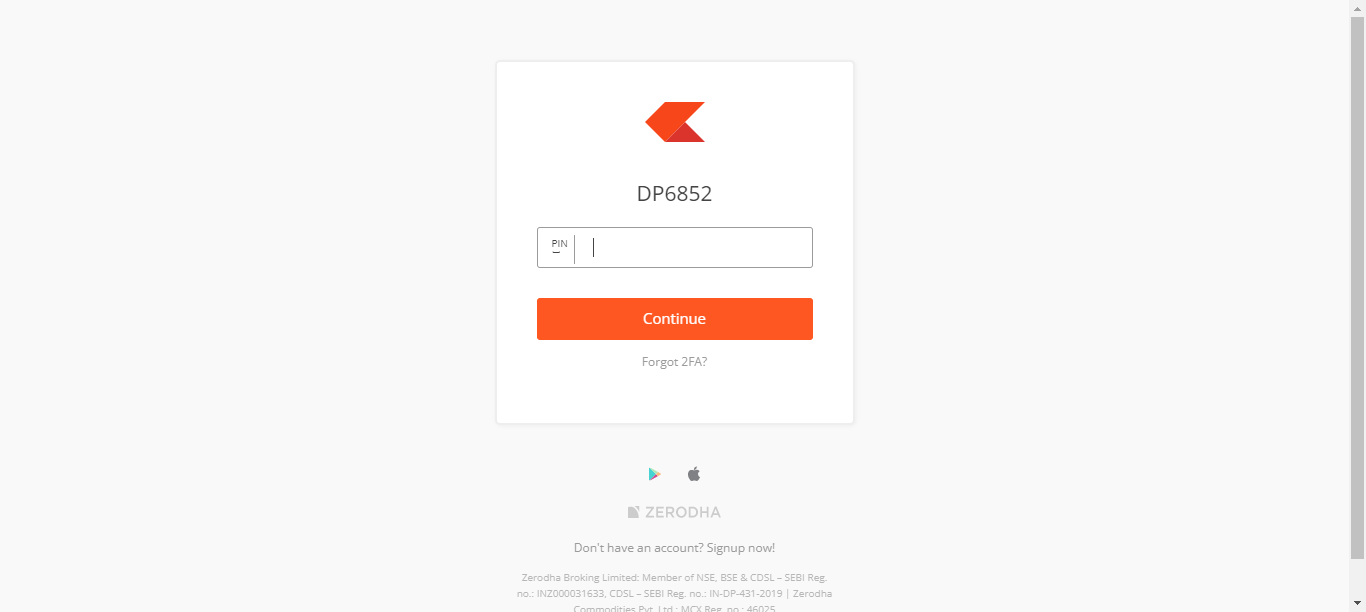 DP6852
PIN
Continue
Forgot 2FA?
ZERODHA
Don't have an account? Signup now!
Zerodha Broking Limited: Member of NSE, BSE & CDSL – SEBI Reg.
no.: INZ000031633, CDSL – SEBI Reg. no.: IN-DP-431-2019 | Zerodha
Commodities Pvt. Ltd.: MCX Reg. no.: 46025